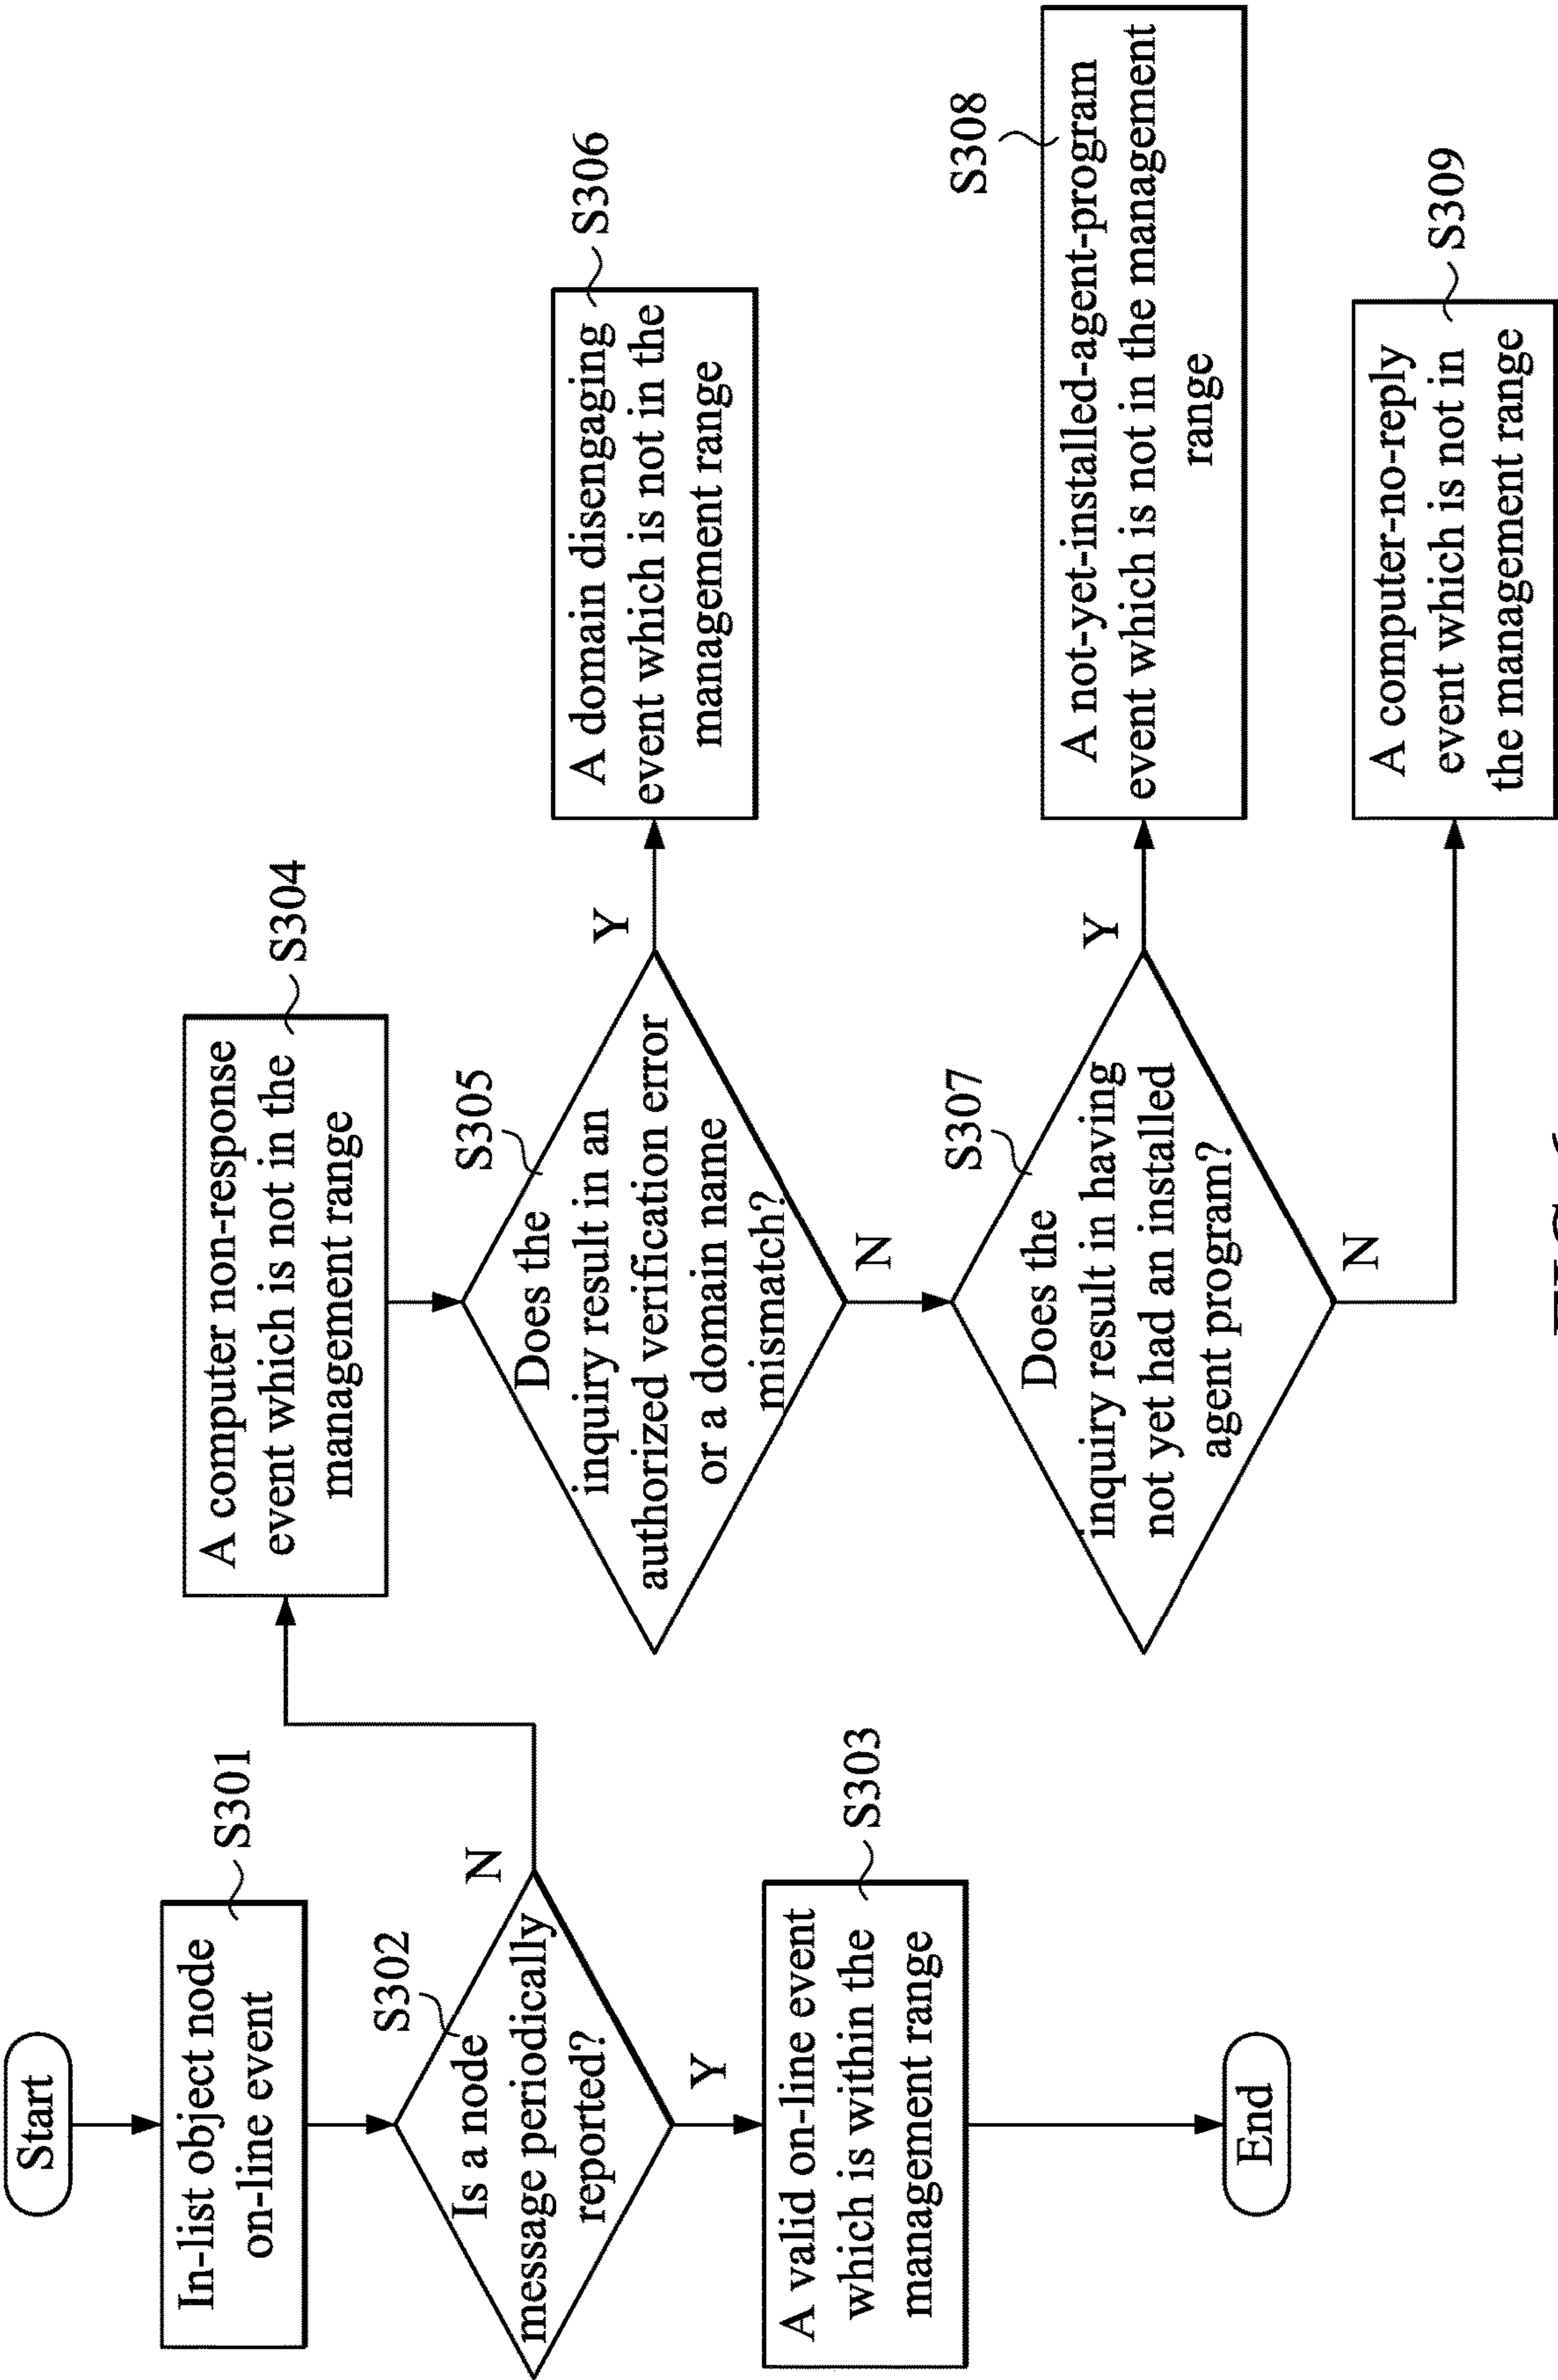 Start
In-list object node
on-line event
S301
Is a node
message periodically
reported?
S302
N
Y
A valid on-line event
which is within the
management range
S303
End
A computer non-response
event which is not in the
management range
S304
Does the
inquiry result in an
authorized verification error
or a domain name
mismatch?
S305
Y
N
A domain disengaging
event which is not in the
management range
S306
Does the
inquiry result in having
not yet had an installed
agent program?
S307
Y
N
A not-yet-installed-agent-program
event which is not in the management
range
S308
A computer-no-reply
event which is not in
the management range
S309